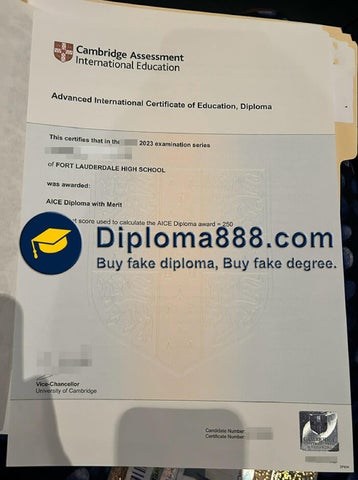 Cambridge Assessment
International Education
Advanced International Certificate of Education, Diploma
This certifies that in the 2023 examination series
of FORT LAUDERDALE HIGH SCHOOL
was awarded:
AICE Diploma with Merit
score used to calculate the AICE Diploma award = 250
Diploma888.com
Buy fake diploma, Buy fake degree.
Vice-Chancellor
University of Cambridge
Candidate Number:
Certificate Number: